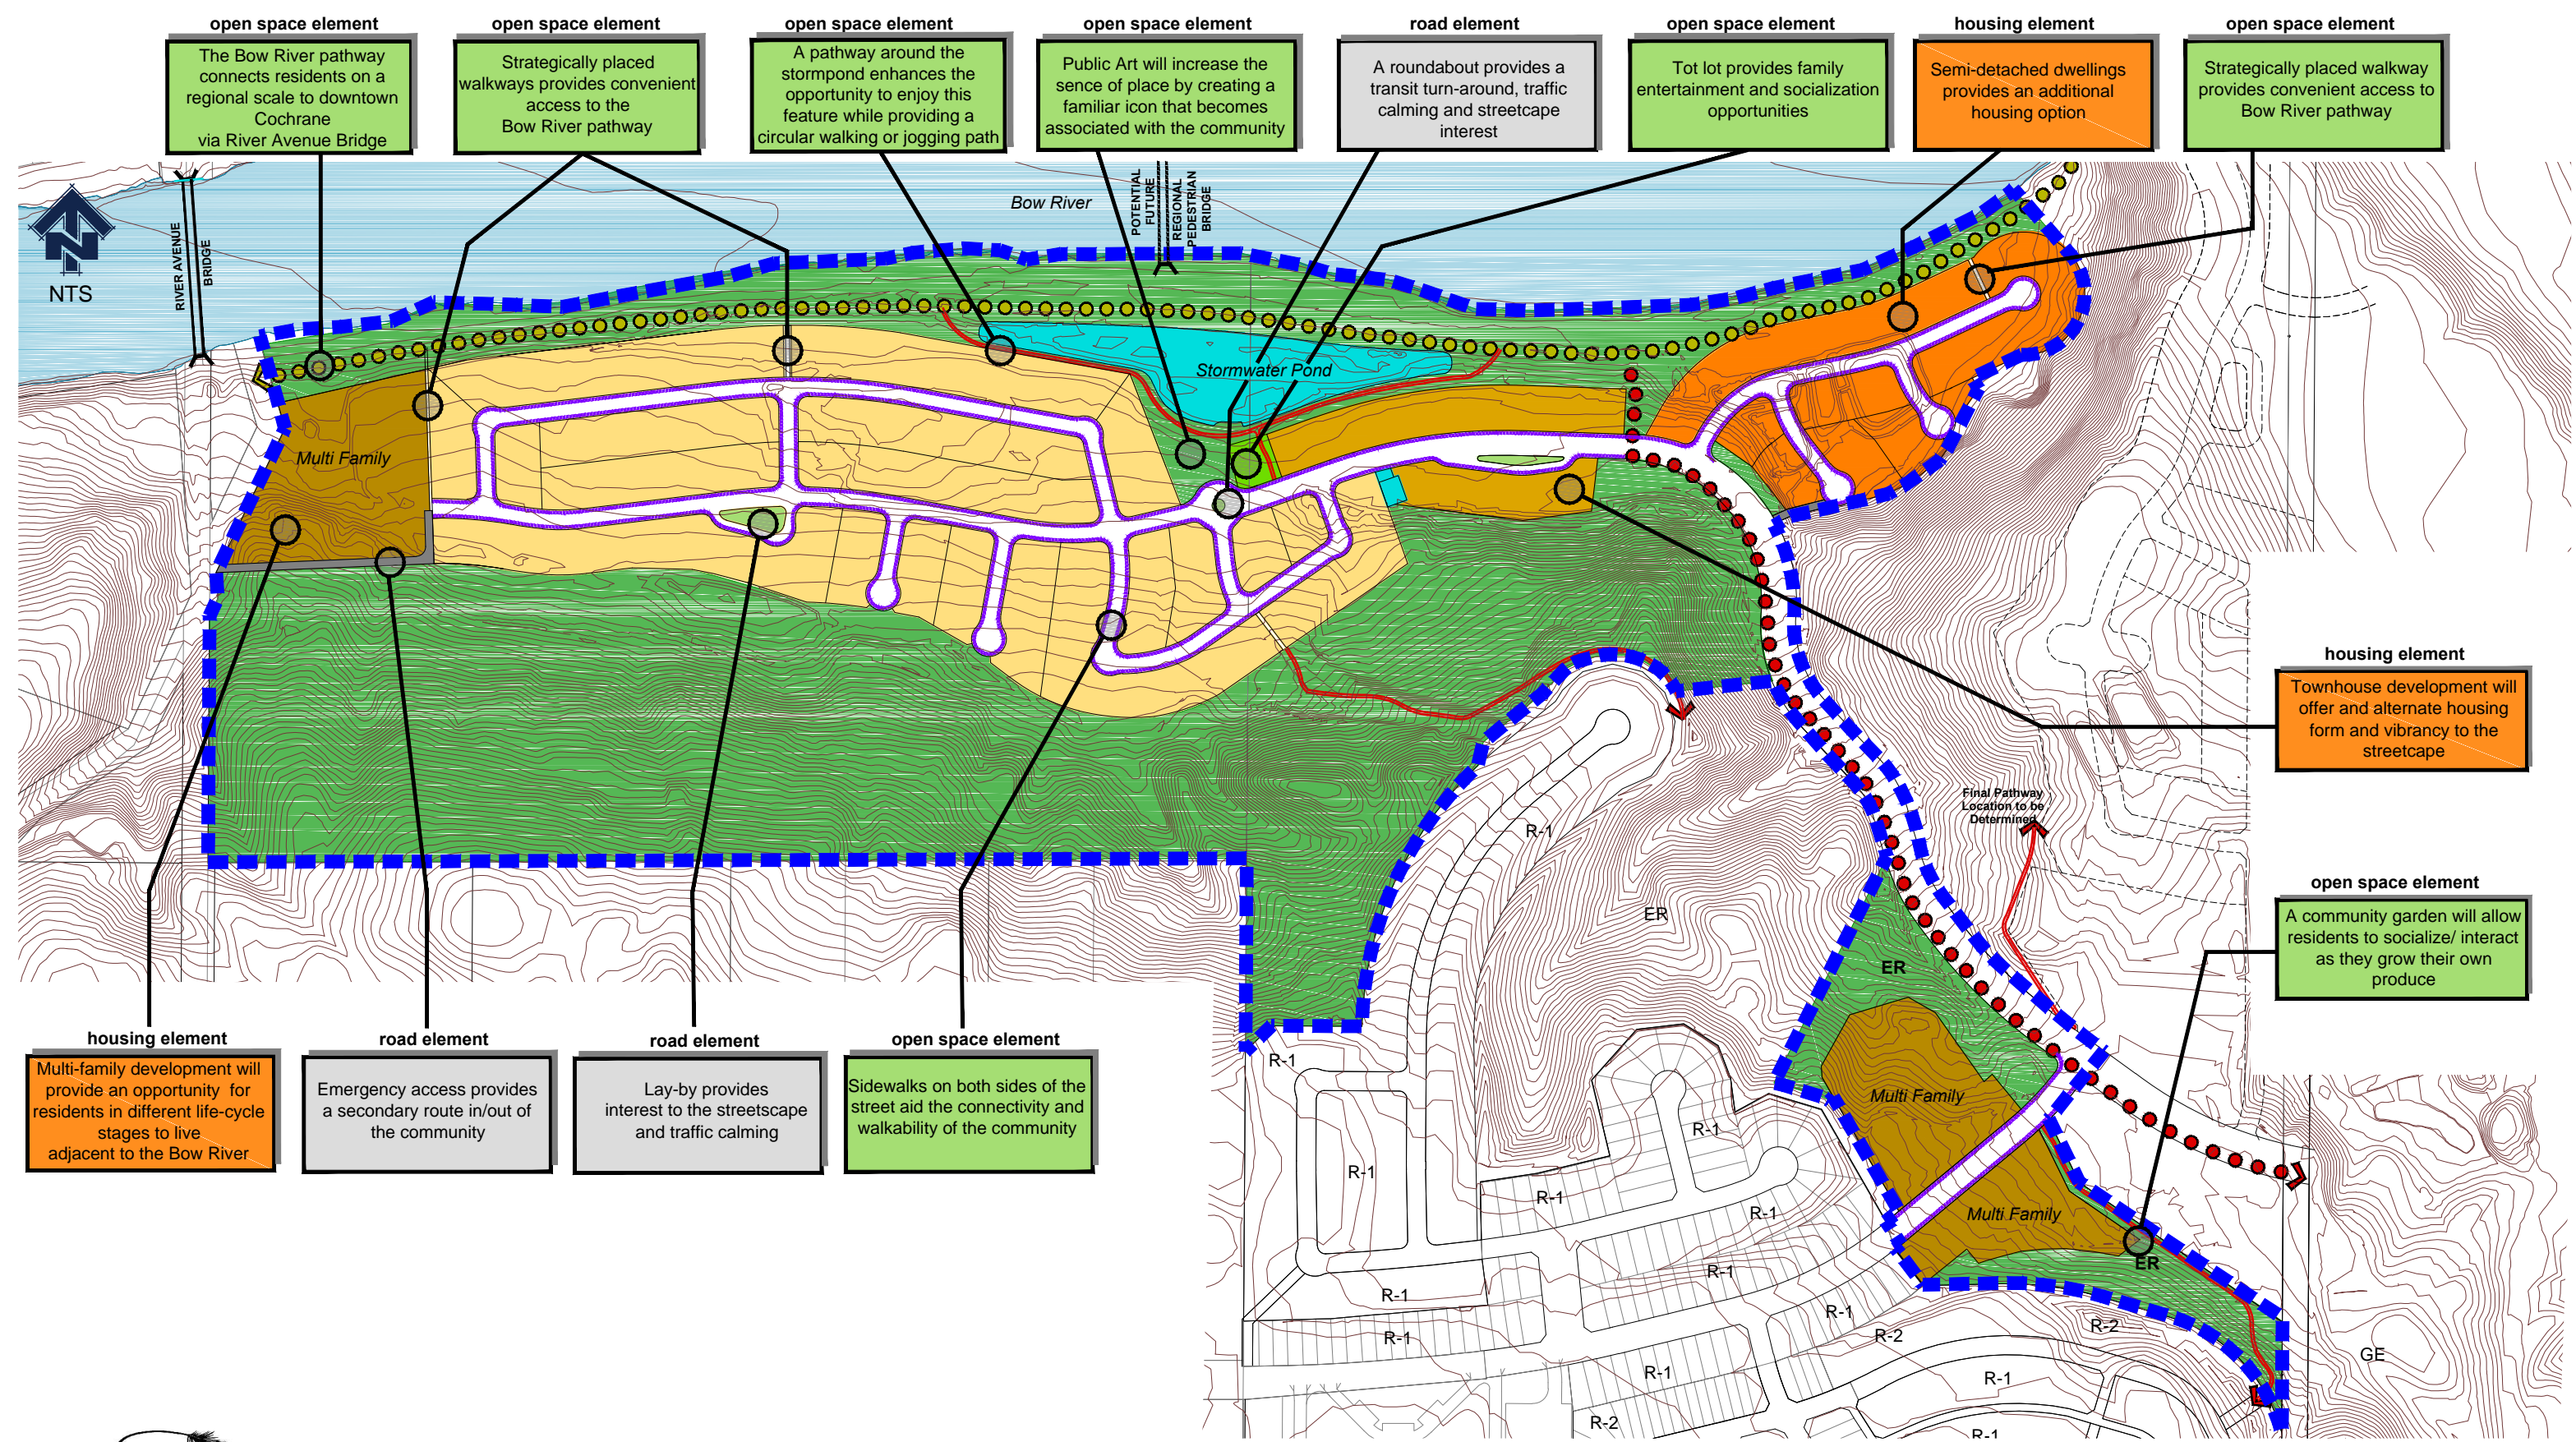 open space element
The Bow River pathway
connects residents on a
regional scale to downtown
Cochrane
via River Avenue Bridge
open space element
Strategically placed
walkways provides convenient
access to the
Bow River pathway
open space element
A pathway around the
stormpond enhances the
opportunity to enjoy this
feature while providing a
circular walking or jogging path
open space element
Public Art will increase the
sence of place by creating a
familiar icon that becomes
associated with the community
road element
A roundabout provides a
transit turn-around, traffic
calming and streetcape
interest
open space element
Tot lot provides family
entertainment and socialization
opportunities
housing element
Semi-detached dwellings
provides an additional
housing option
open space element
Strategically placed walkway
provides convenient access to
Bow River pathway
N
NTS
RIVER AVENUE
BRIDGE
Bow River
POTENTIAL
FUTURE
REGIONAL
PEDESTRIAN
BRIDGE
Stormwater Pond
Multi Family
housing element
Townhouse development will
offer and alternate housing
form and vibrancy to the
streetcape
Final Pathway
Location to be
Determined
R-1
ER
ER
open space element
A community garden will allow
residents to socialize/ interact
as they grow their own
produce
housing element
Multi-family development will
provide an opportunity for
residents in different life-cycle
stages to live
adjacent to the Bow River
road element
Emergency access provides
a secondary route in/out of
the community
road element
Lay-by provides
interest to the streetscape
and traffic calming
open space element
Sidewalks on both sides of the
street aid the connectivity and
walkability of the community
R-1
Multi Family
R-1
R-1
R-1
R-1
Multi Family
ER
R-1
R-1
R-1
R-1
R-2
R-2
GE
R-1
R-1
R-2
R-1